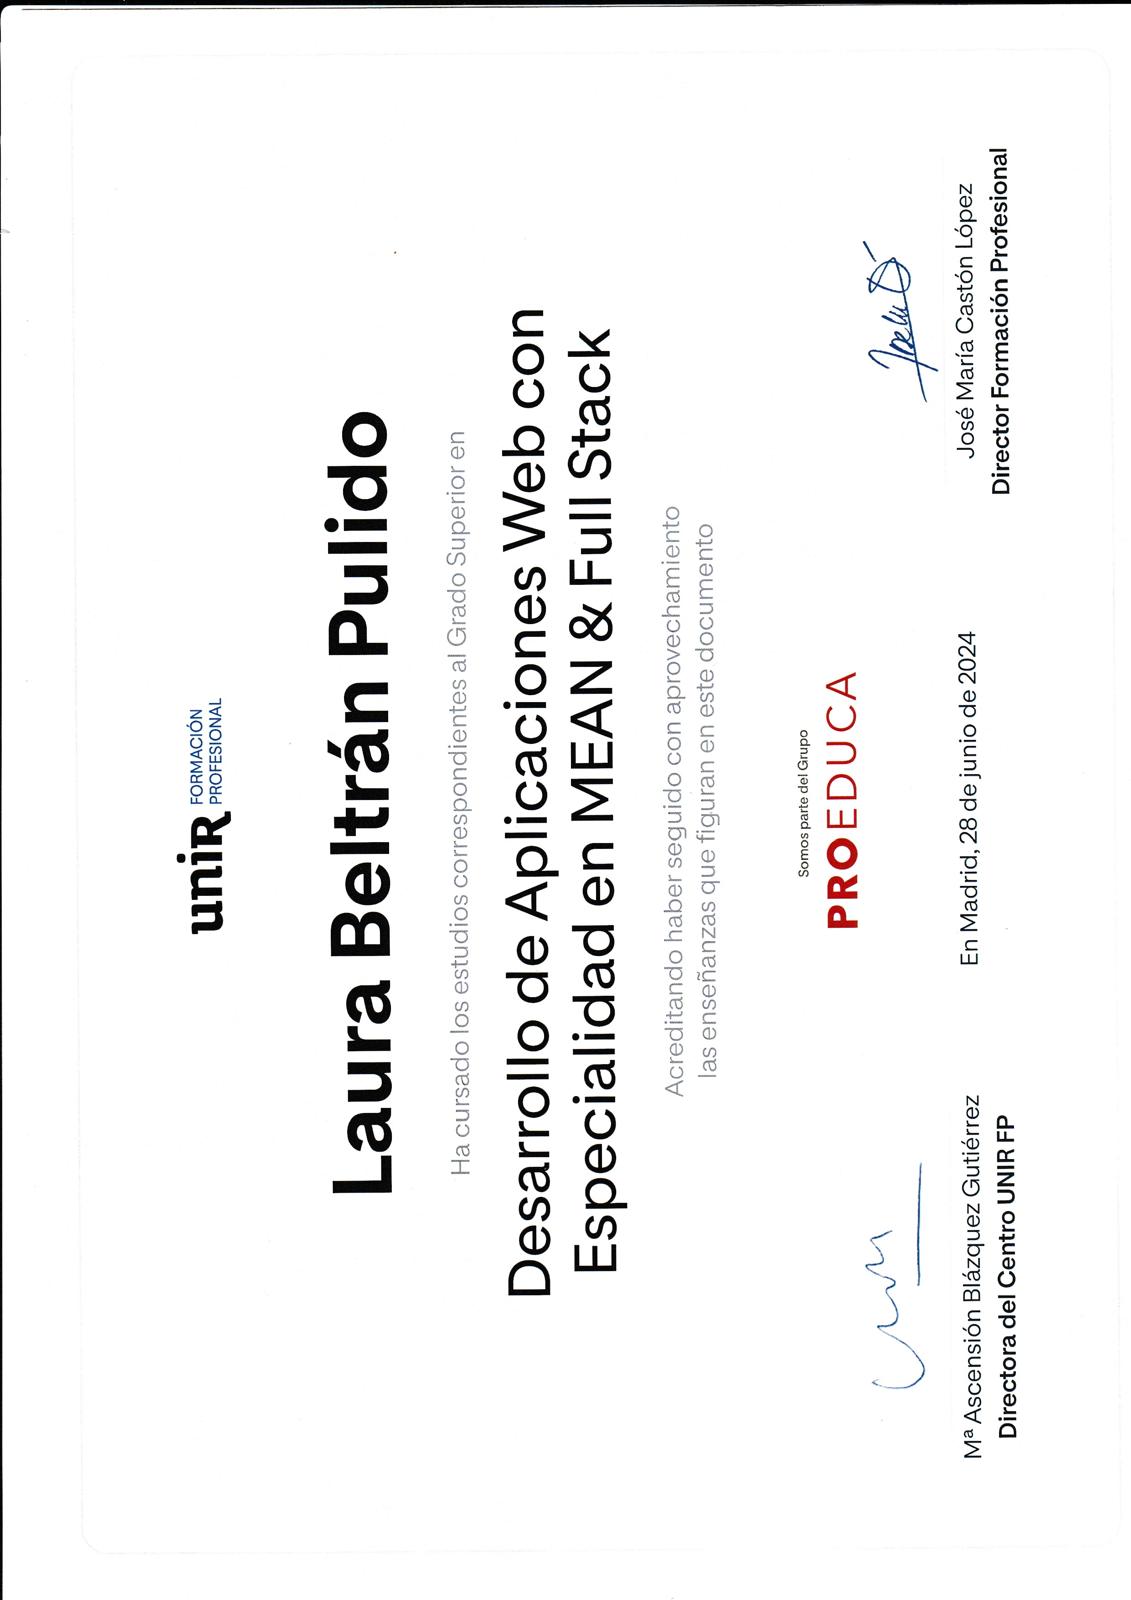 unir FORMACIÓN
PROFESIONAL
Laura Beltrán Pulido
Ha cursado los estudios correspondientes al Grado Superior en
Desarrollo de Aplicaciones Web con
Especialidad en MEAN & Full Stack
Acreditando haber seguido con aprovechamiento
las enseñanzas que figuran en este documento
Somos parte del Grupo
PROEDUCA
Mª Ascensión Blázquez Gutiérrez
Directora del Centro UNIR FP
En Madrid, 28 de junio de 2024
José María Castón López
Director Formación Profesional